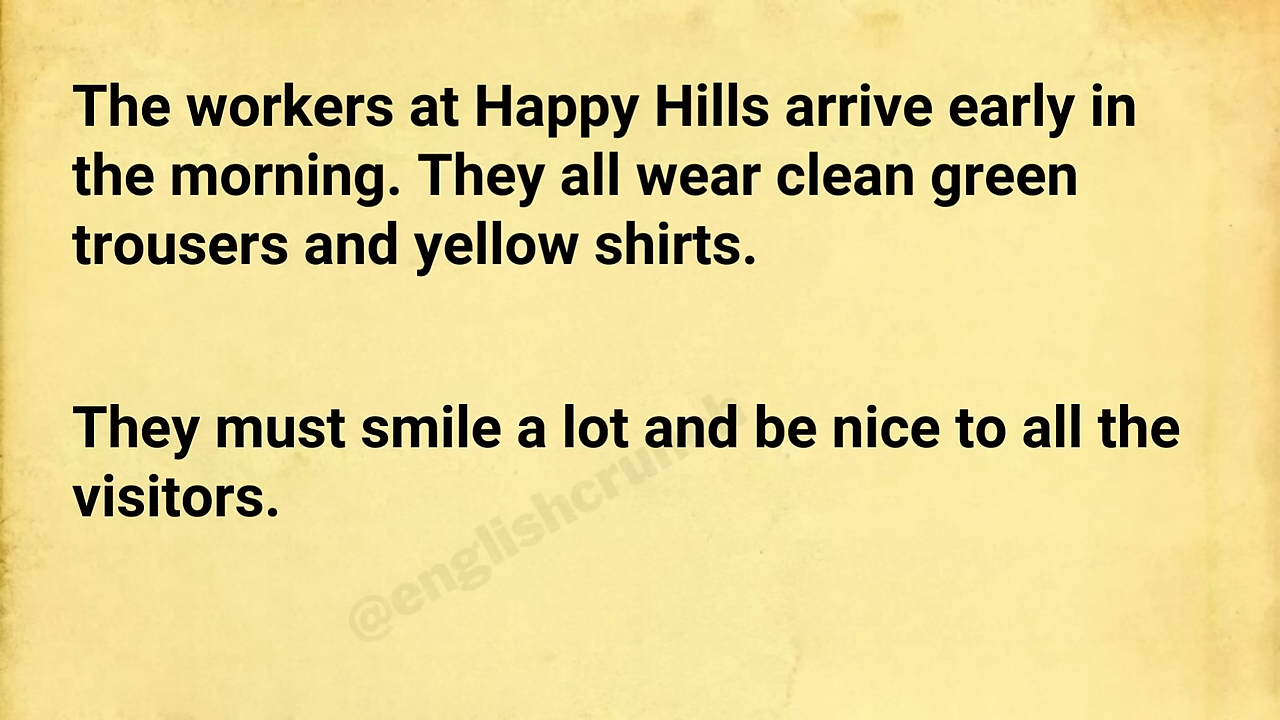 The workers at Happy Hills arrive early in
the morning. They all wear clean green
trousers and yellow shirts.
They must smile a lot and be nice to all the
visitors.
@englishcrunch